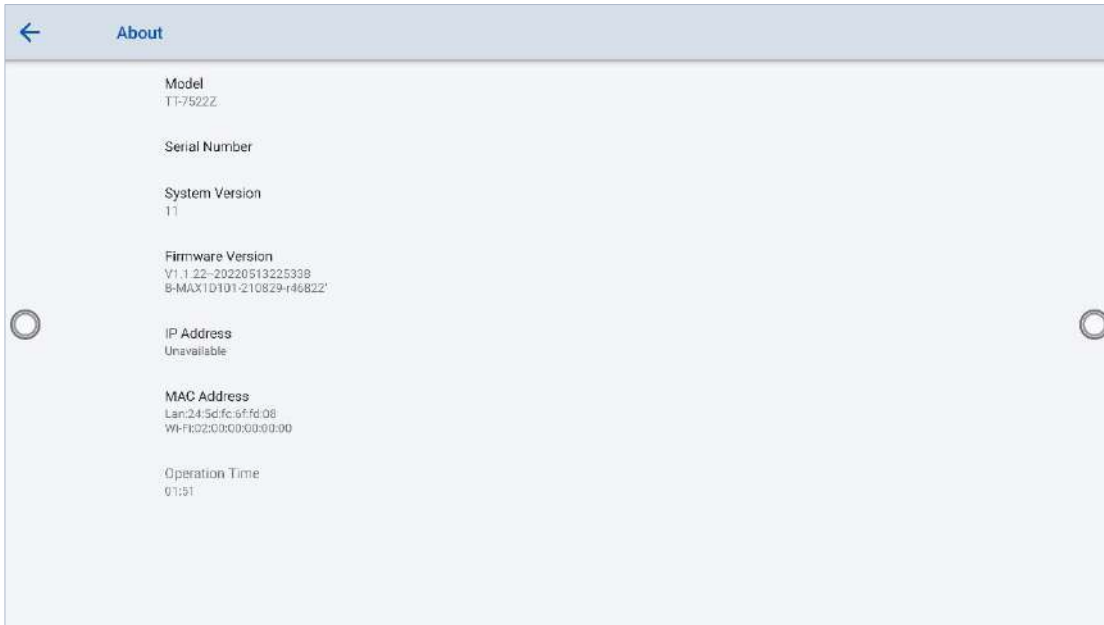 About
Model
TT-7522Z
Serial Number
System Version
11
Firmware Version
V1.1.22--20220513225338
B-MAX1D101-210829-r46822'
IP Address
Unavailable
MAC Address
Lan:24:5d:fc:6f:fd:08
Wi-Fi:02:00:00:00:00:00
Operation Time
01:51